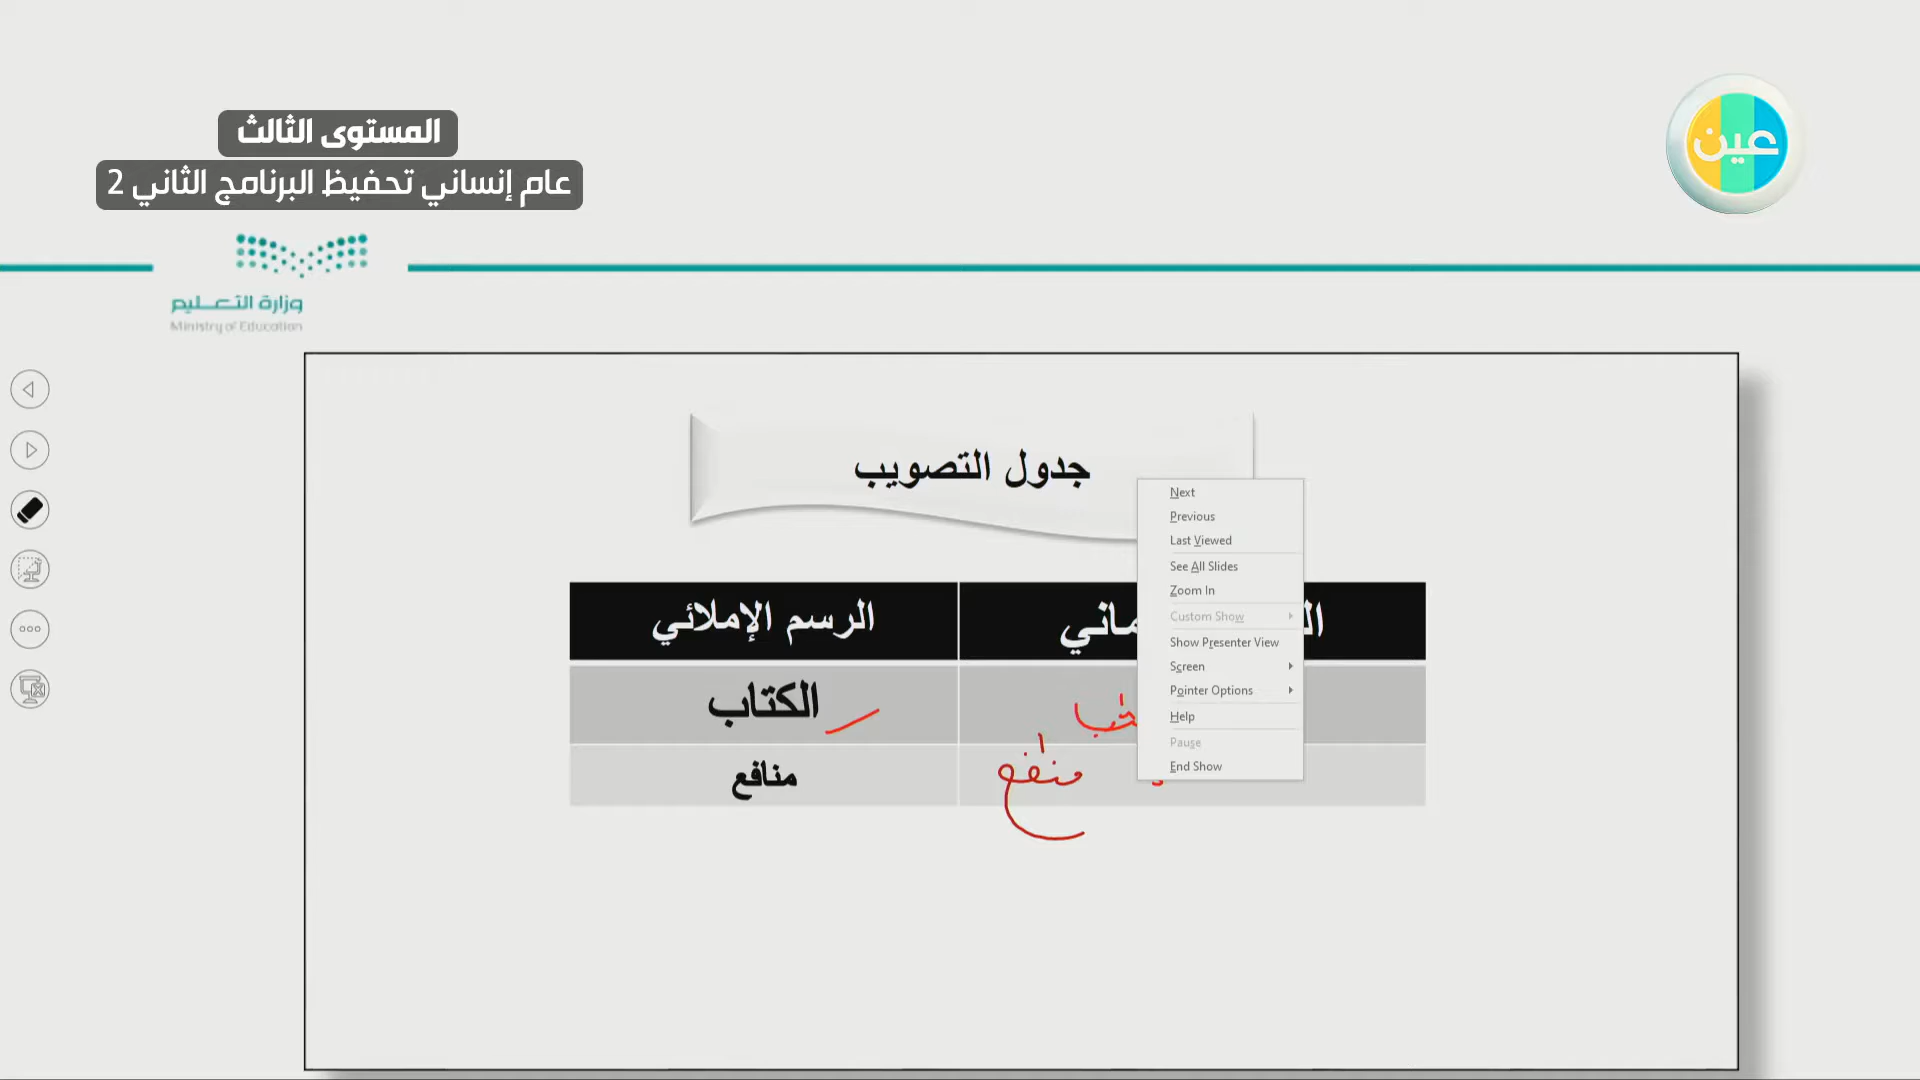 المستوى الثالث
عام إنساني تحفيظ البرنامج الثاني 2
عين
وزارة التعليم
Ministry of Education
جدول التصويب
الرسم الإملائي
الكتاب
منافع
منفع
Next
Previous
Last Viewed
See All Slides
Zoom In
Custom Show
Show Presenter View
Screen
Pointer Options
Help
Pause
End Show